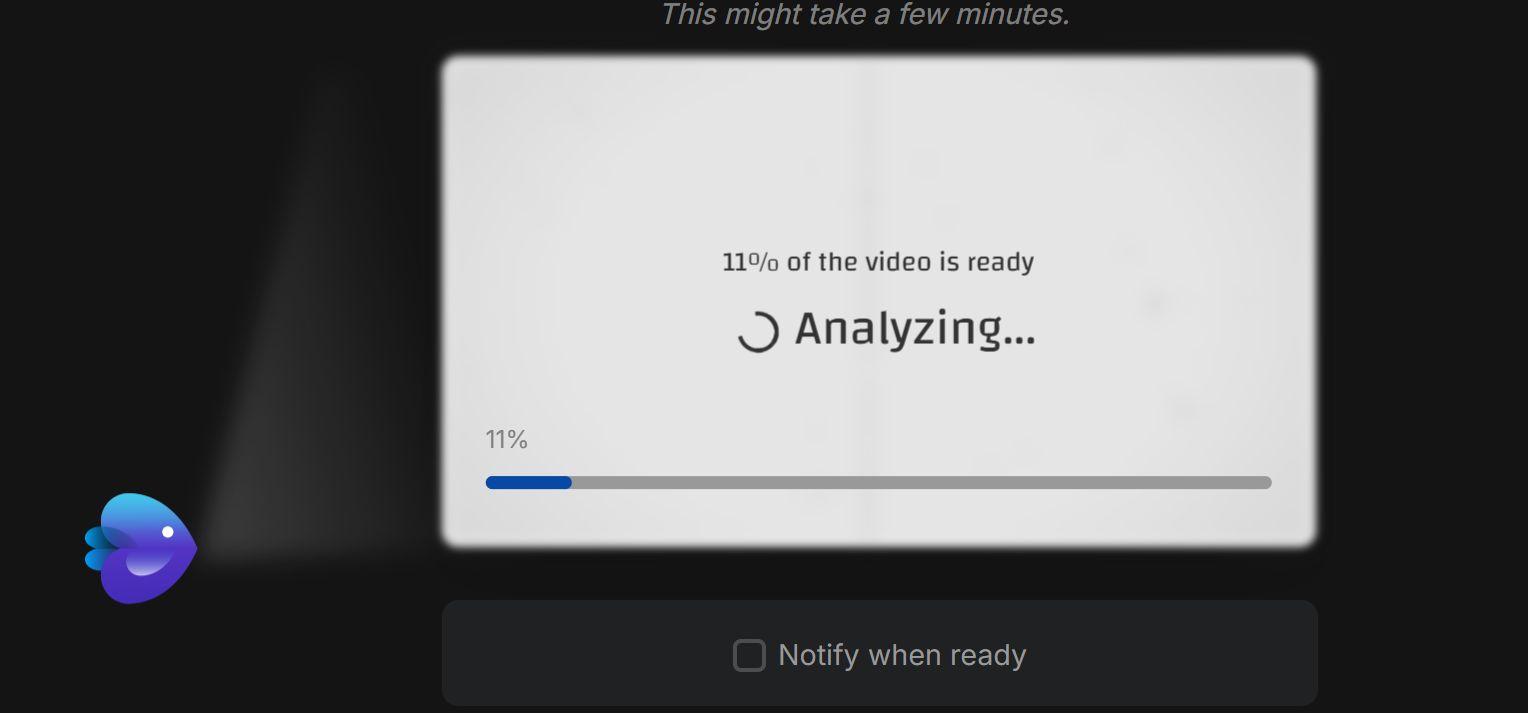 This might take a few minutes.
11% of the video is ready
Analyzing...
11%
Notify when ready